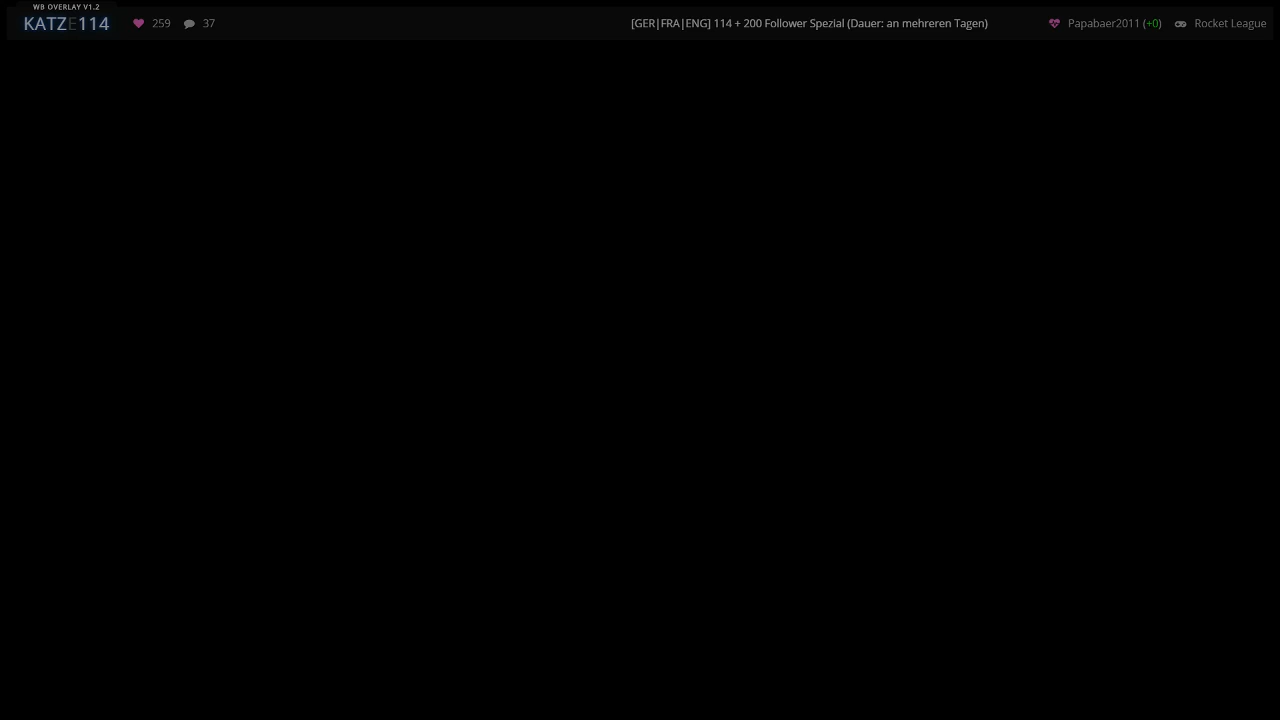 WB OVERLAY V1.2
KATZE114
259
37
[GER|FRA|ENG] 114 + 200 Follower Spezial (Dauer: an mehreren Tagen)
Papabaer2011 (+0)
Rocket League